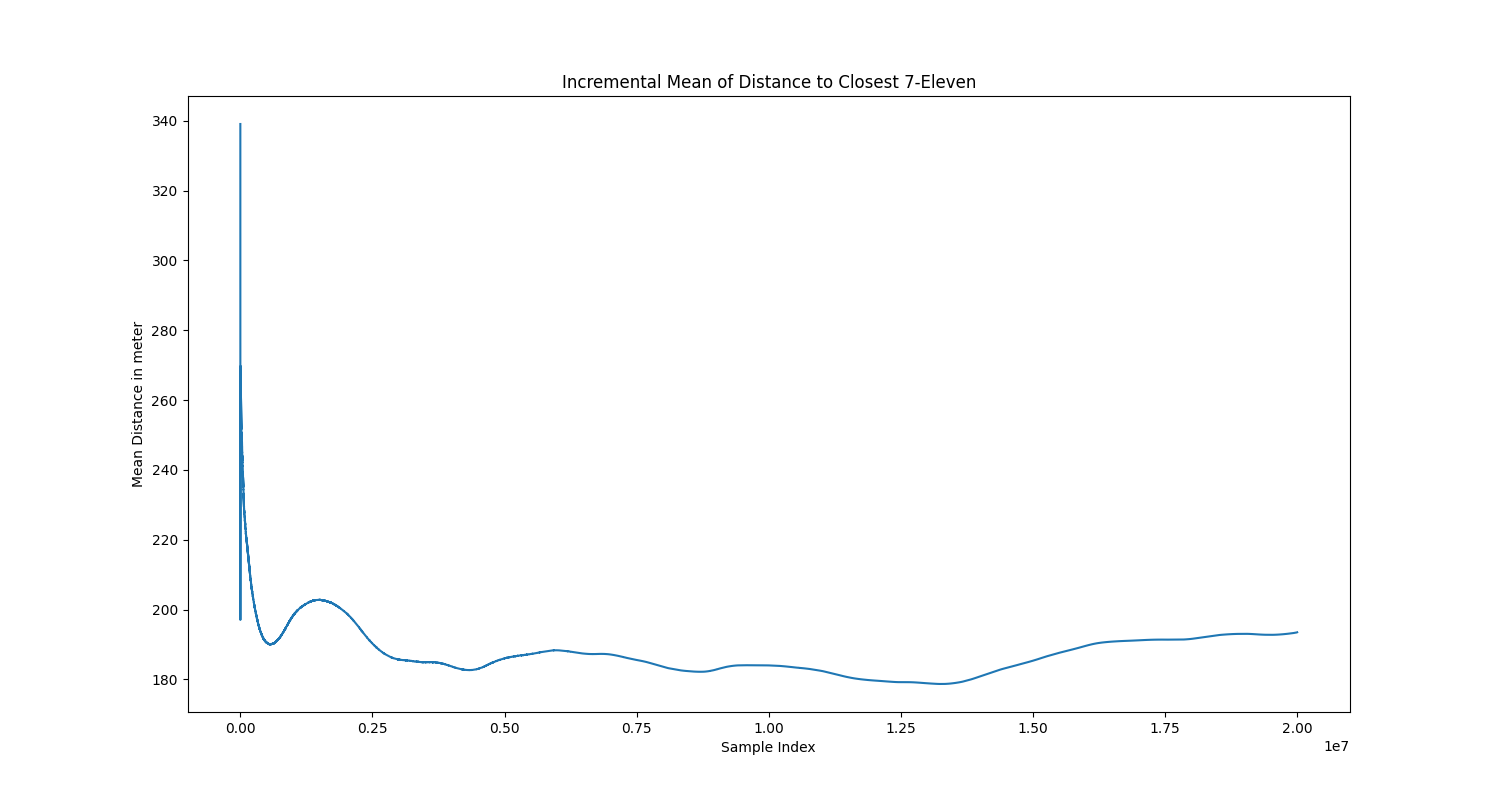 Incremental Mean of Distance to Closest 7-Eleven
340
320
300
280
260
240
220
200
180
Mean Distance in meter
0.00 0.25 0.50 0.75 1.00 1.25 1.50 1.75 2.00
1e7
Sample Index